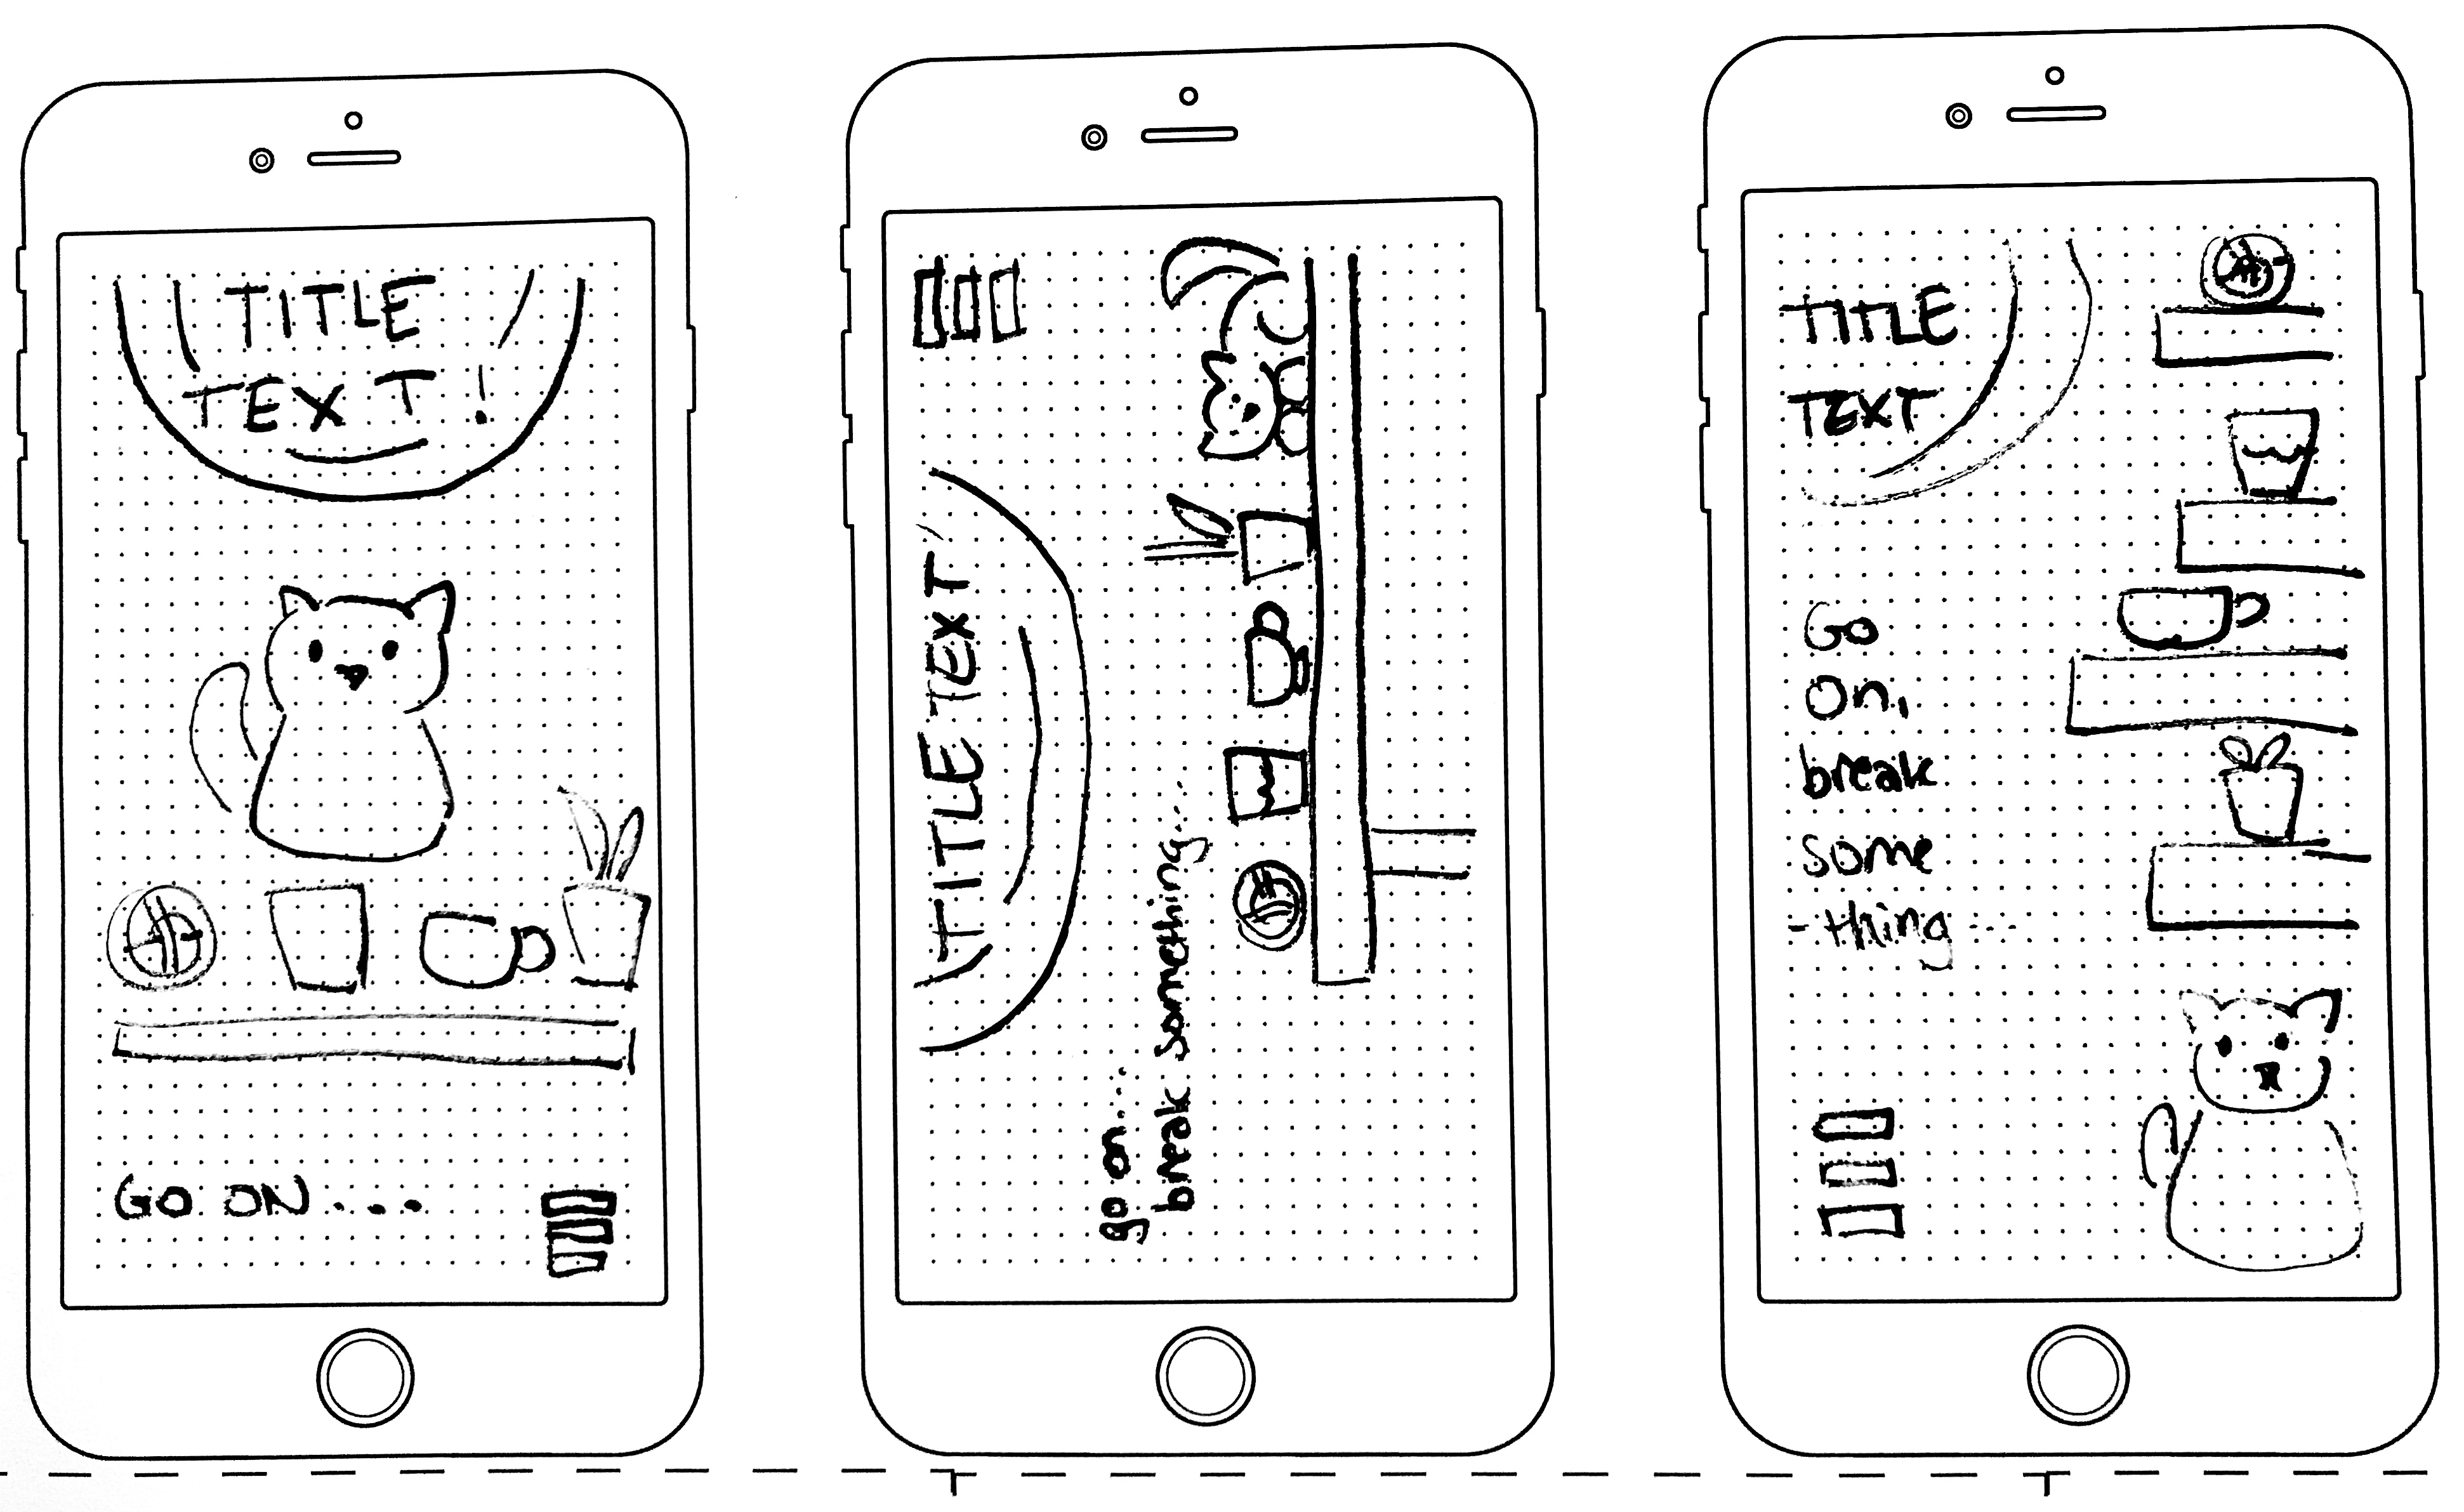 TITLE
TEXT!
GO ON....
TITLE TEXT
go on...
break something...
TITLE
TEXT
Go
On,
break
some
-thing...